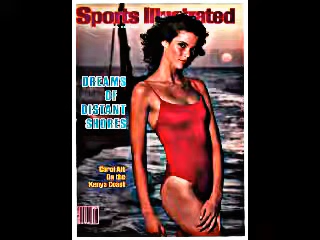 Sports Illustrated
DREAMS
OF
DISTANT
SHORES
Carol Alt
On the
Kenya Coast